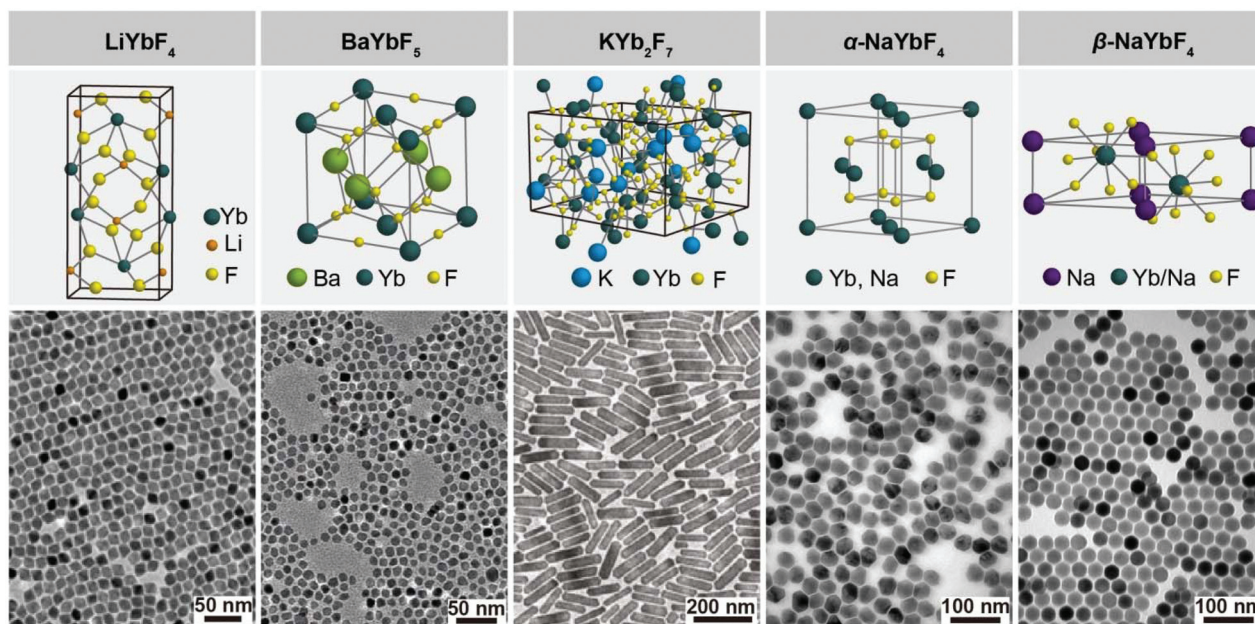 LiYbF₄ BaYbF₅ KYb₂F₇ α-NaYbF₄ β-NaYbF₄
Yb
Li
F
Ba Yb F
K Yb F
Yb, Na F
Na Yb/Na F
50 nm 50 nm 200 nm 100 nm 100 nm